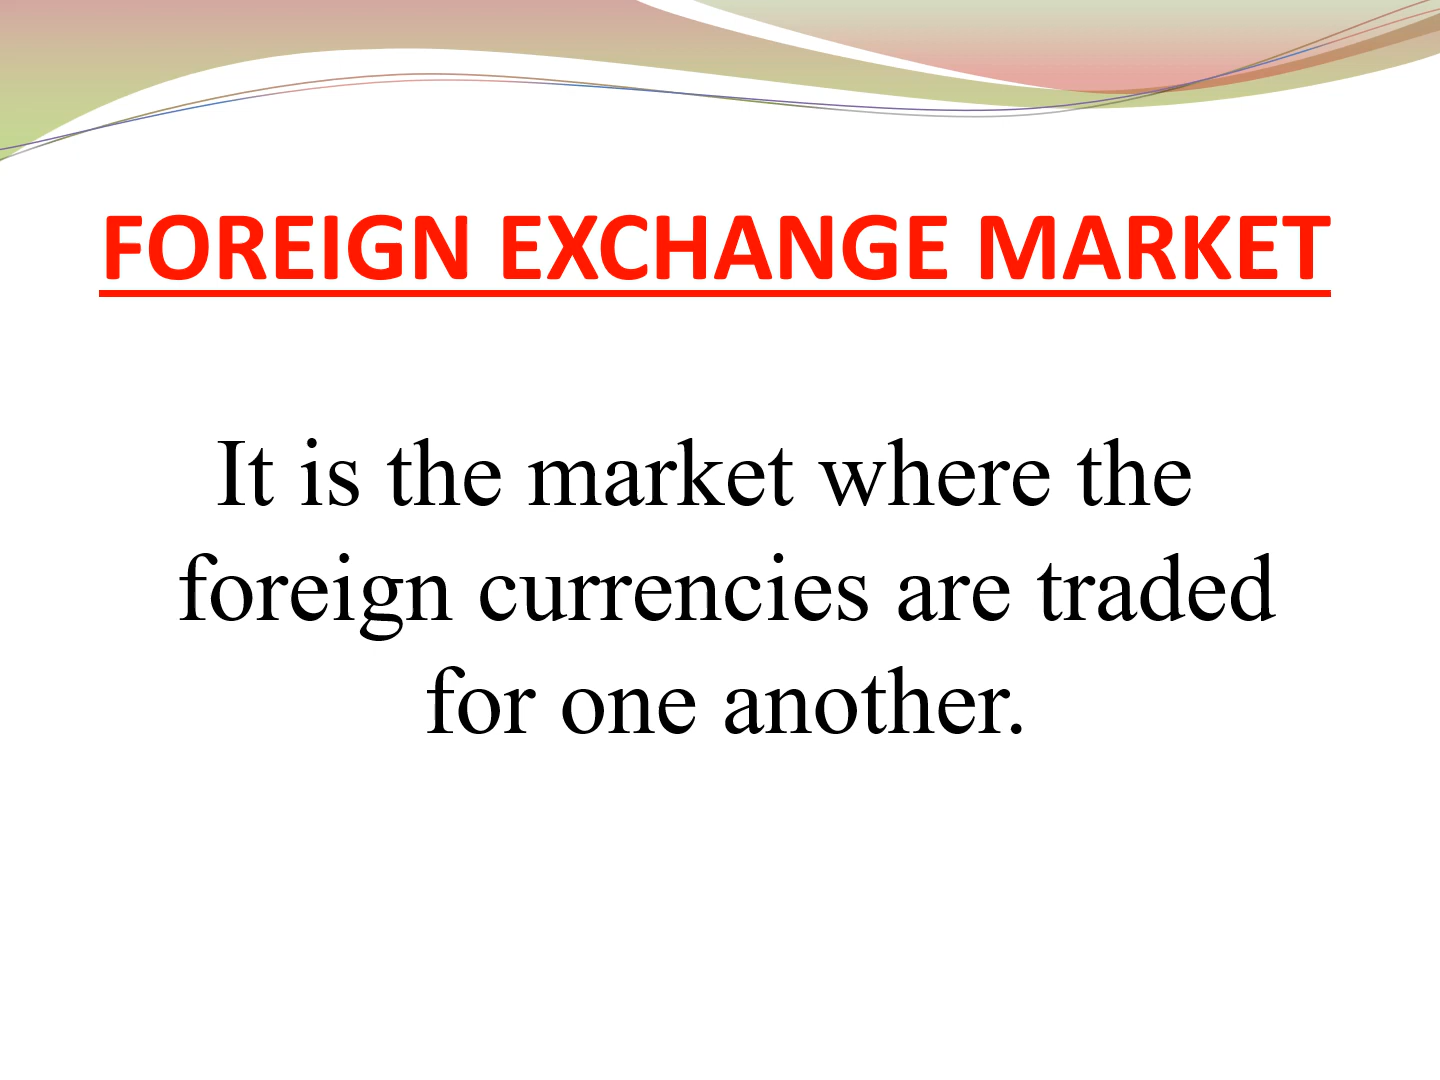 FOREIGN EXCHANGE MARKET
It is the market where the
foreign currencies are traded
for one another.